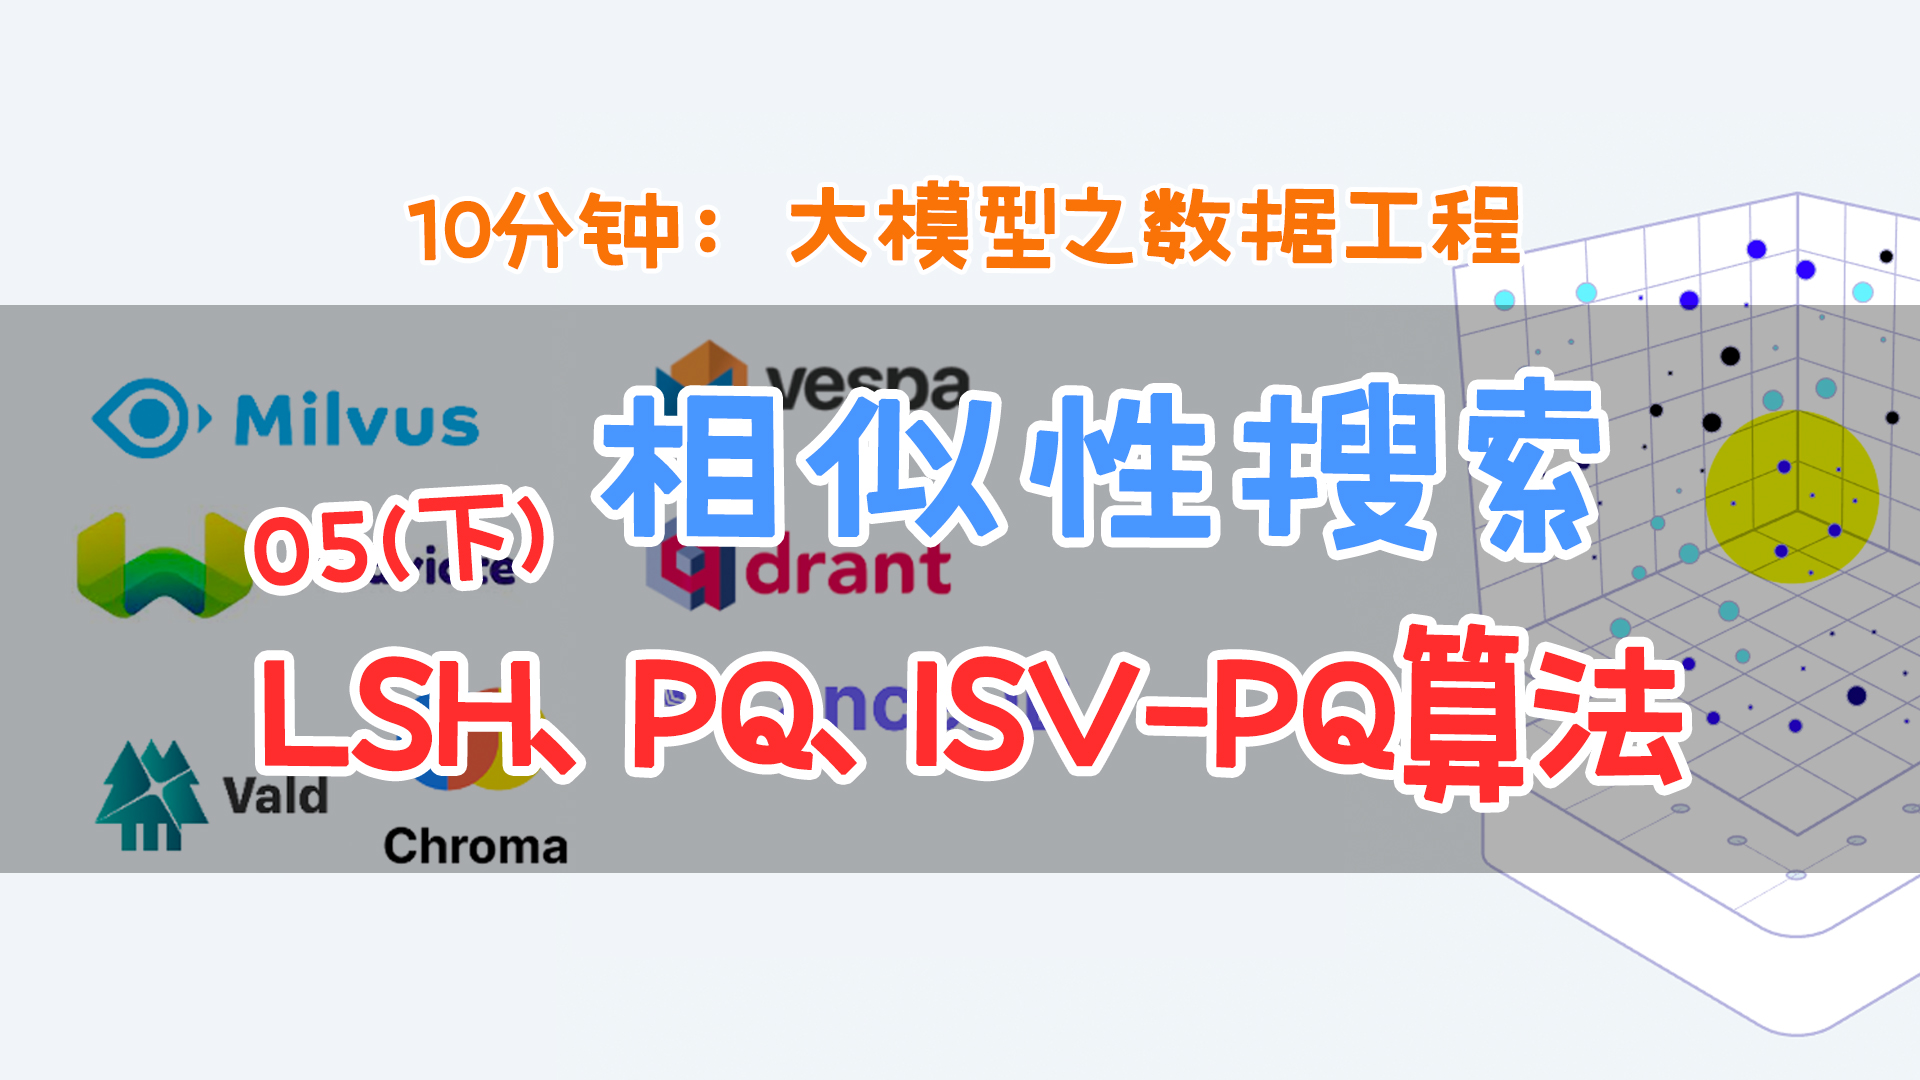 10分钟： 大模型之数据工程
Milvus
vespa
相似性搜索
05(下)
drant
LSH、PQ、ISV-PQ算法
Vald
Chroma